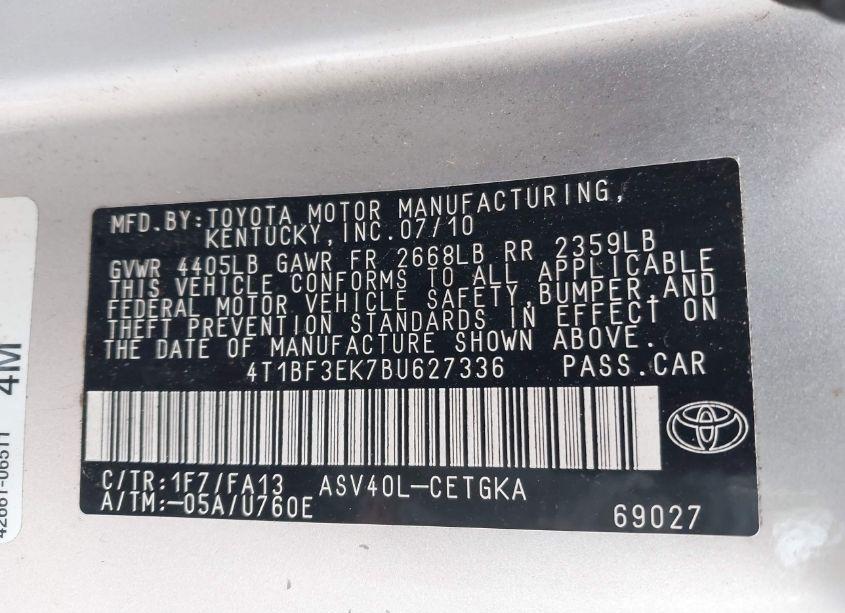 MFD.BY:TOYOTA MOTOR MANUFACTURING,
KENTUCKY,INC.07/10
GVWR 4405LB GAWR FR 2668LB RR 2359LB
THIS VEHICLE CONFORMS TO ALL APPLICABLE
FEDERAL MOTOR VEHICLE SAFETY,BUMPER,AND
THEFT PREVENTION STANDARDS IN EFFECT ON
THE DATE OF MANUFACTURE SHOWN ABOVE.
4T1BF3EK7BU627336 PASS.CAR
C/TR:1F7/FA13 ASV40L-CETGKA
A/TM:-05A/U760E
69027
4M
42661-06511